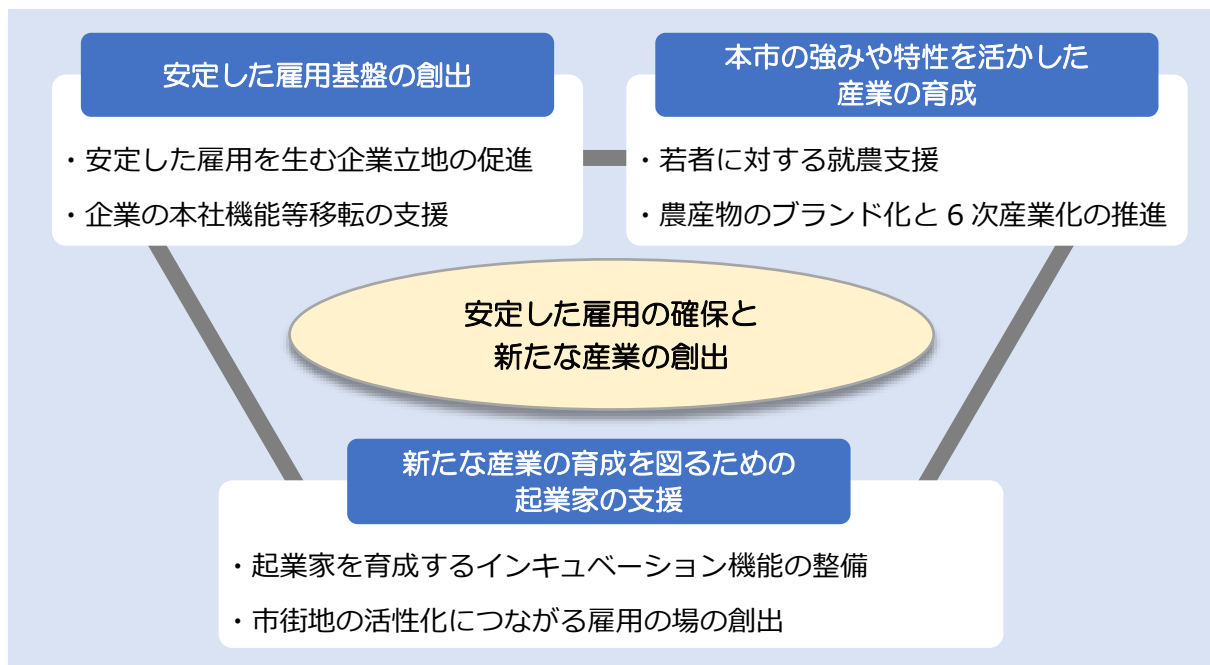 安定した雇用基盤の創出
・安定した雇用を生む企業立地の促進
・企業の本社機能等移転の支援
本市の強みや特性を活かした
産業の育成
・若者に対する就農支援
・農産物のブランド化と6次産業化の推進
安定した雇用の確保と
新たな産業の創出
新たな産業の育成を図るための
起業家の支援
・起業家を育成するインキュベーション機能の整備
・市街地の活性化につながる雇用の場の創出